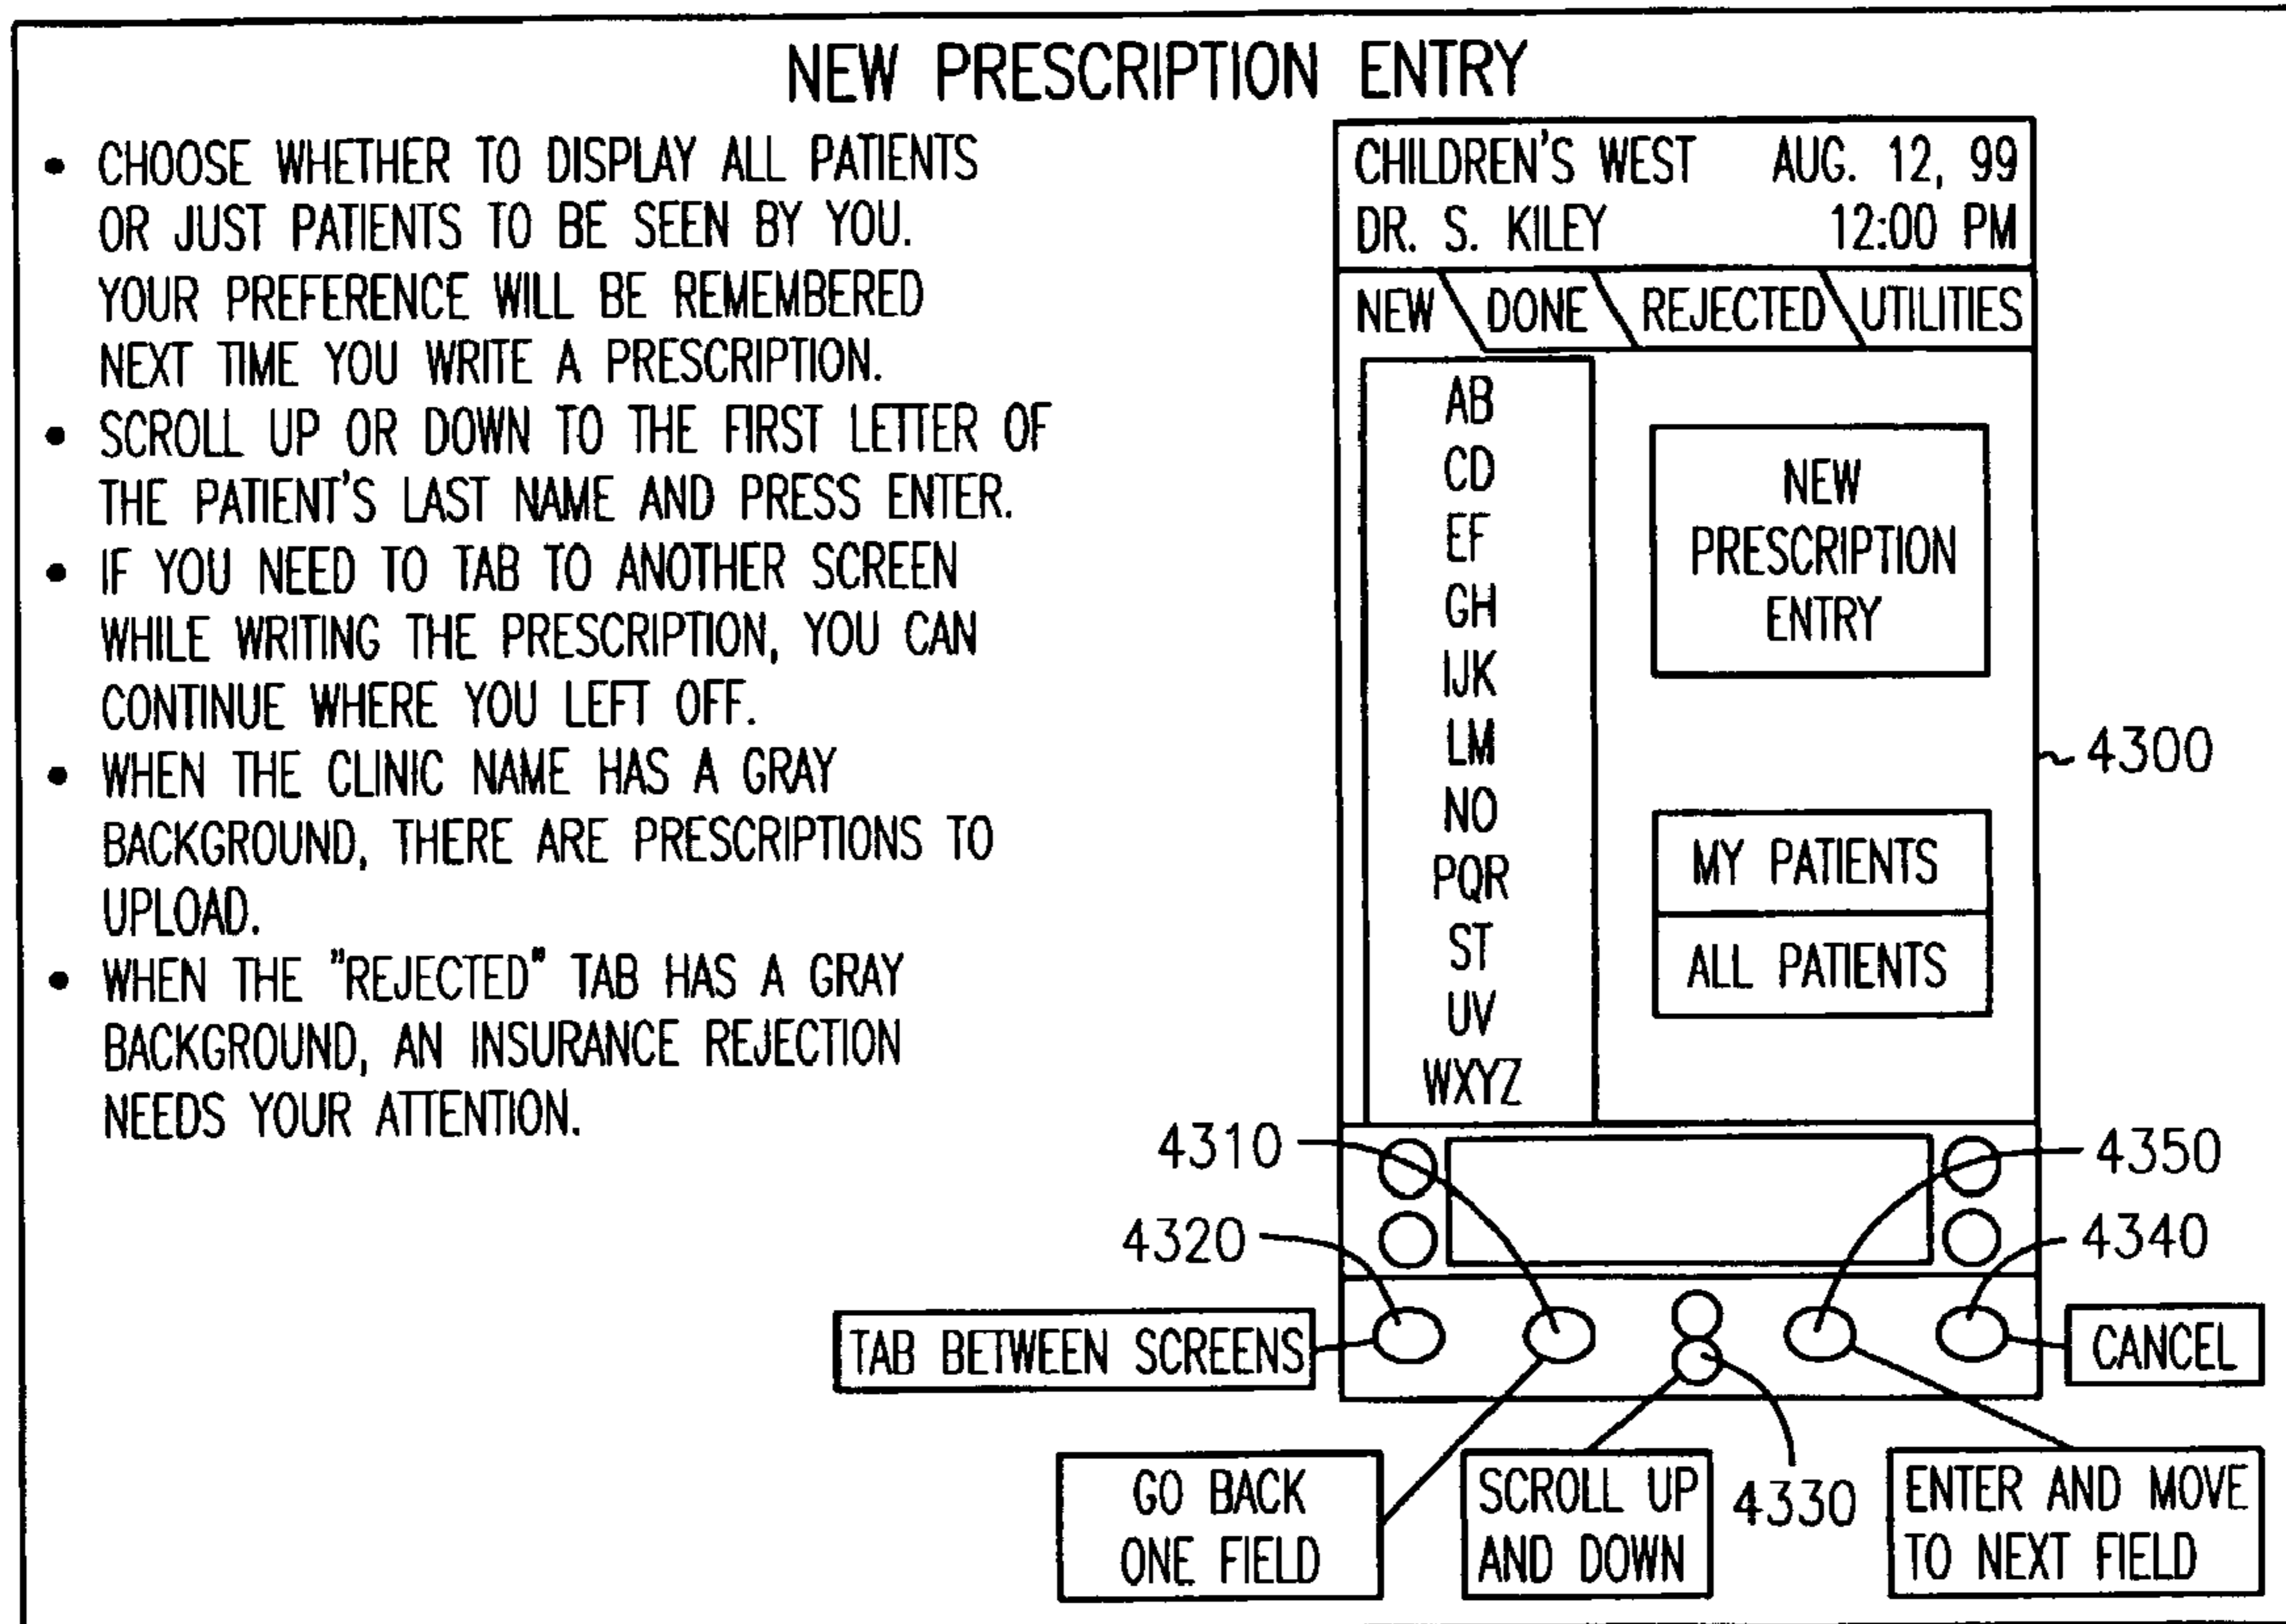 NEW PRESCRIPTION ENTRY
• CHOOSE WHETHER TO DISPLAY ALL PATIENTS
OR JUST PATIENTS TO BE SEEN BY YOU.
YOUR PREFERENCE WILL BE REMEMBERED
NEXT TIME YOU WRITE A PRESCRIPTION.
• SCROLL UP OR DOWN TO THE FIRST LETTER OF
THE PATIENT'S LAST NAME AND PRESS ENTER.
• IF YOU NEED TO TAB TO ANOTHER SCREEN
WHILE WRITING THE PRESCRIPTION, YOU CAN
CONTINUE WHERE YOU LEFT OFF.
• WHEN THE CLINIC NAME HAS A GRAY
BACKGROUND, THERE ARE PRESCRIPTIONS TO
UPLOAD.
• WHEN THE "REJECTED" TAB HAS A GRAY
BACKGROUND, AN INSURANCE REJECTION
NEEDS YOUR ATTENTION.
CHILDREN'S WEST AUG. 12, 99
DR. S. KILEY 12:00 PM
NEW DONE REJECTED UTILITIES
AB
CD
EF
GH
IJK
LM
NO
PQR
ST
UV
WXYZ
NEW
PRESCRIPTION
ENTRY
4300
MY PATIENTS
ALL PATIENTS
4310
4350
4320
4340
TAB BETWEEN SCREENS
CANCEL
GO BACK
ONE FIELD
SCROLL UP
AND DOWN
4330
ENTER AND MOVE
TO NEXT FIELD